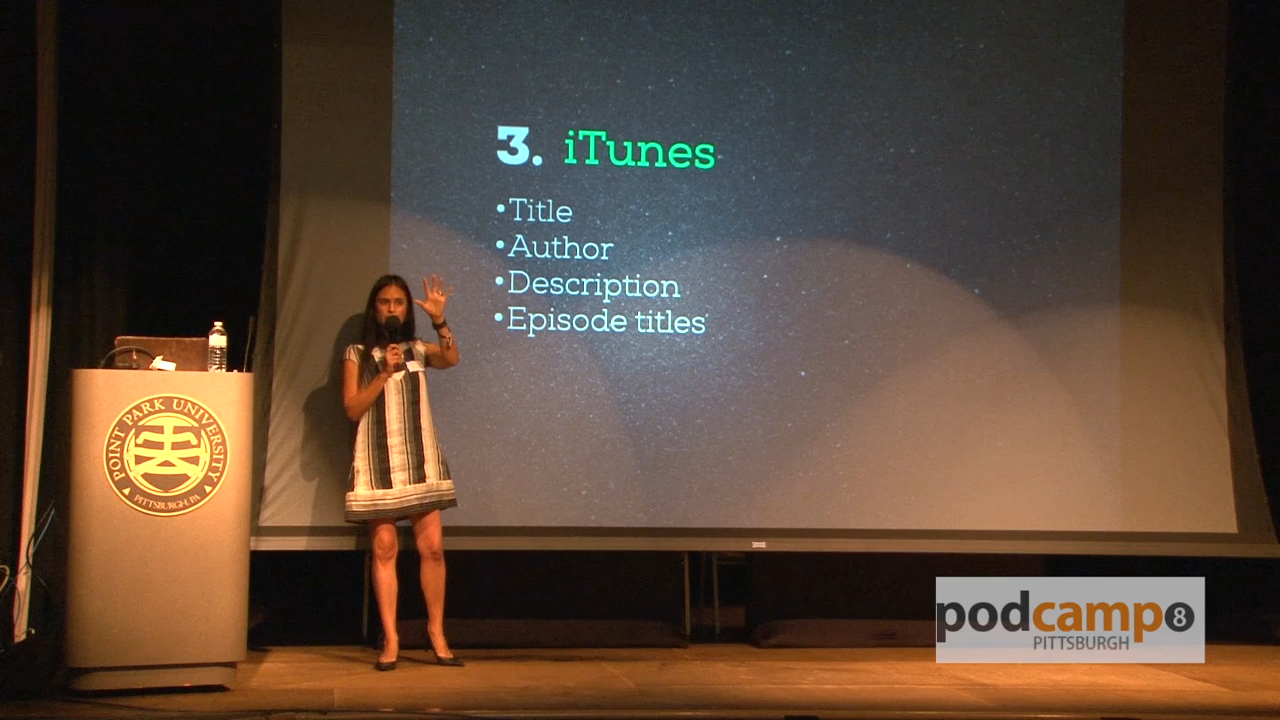 3. iTunes
•Title
•Author
•Description
•Episode titles
POINT PARK UNIVERSITY
PITTSBURGH, PA
podcamp8
PITTSBURGH